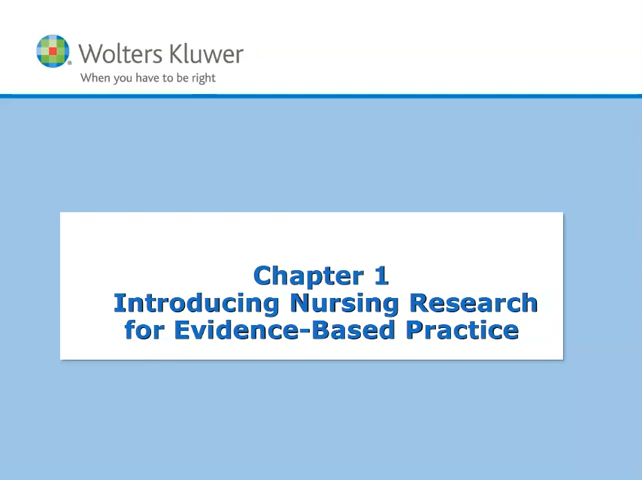 Wolters Kluwer
When you have to be right
Chapter 1
Introducing Nursing Research
for Evidence-Based Practice